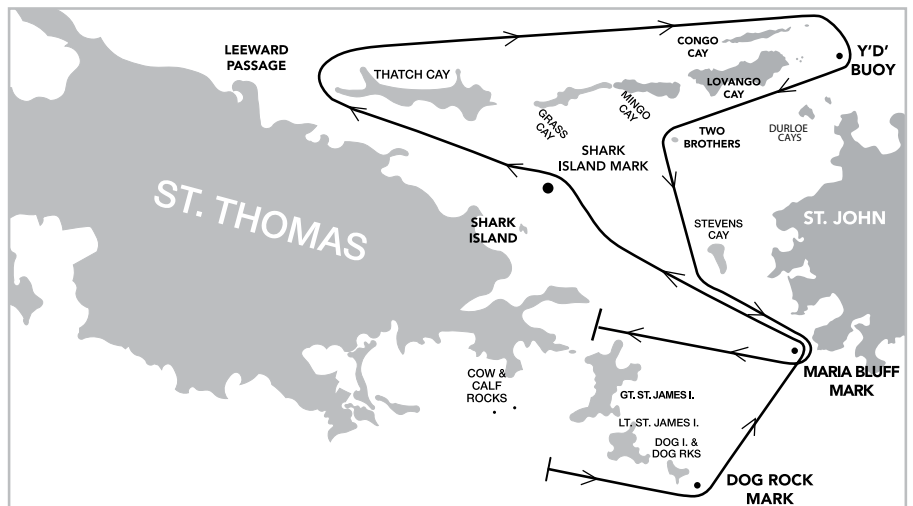 LEEWARD
PASSAGE
THATCH CAY
CONGO
CAY
Y'D'
BUOY
LOVANGO
CAY
MINGO
CAY
GRASS
CAY
TWO
BROTHERS
DURLOE
CAYS
SHARK
ISLAND MARK
ST. THOMAS
SHARK
ISLAND
STEVENS
CAY
ST. JOHN
COW &
CALF
ROCKS
GT. ST. JAMES I.
MARIA BLUFF
MARK
LT. ST. JAMES I.
DOG I. &
DOG RKS
DOG ROCK
MARK